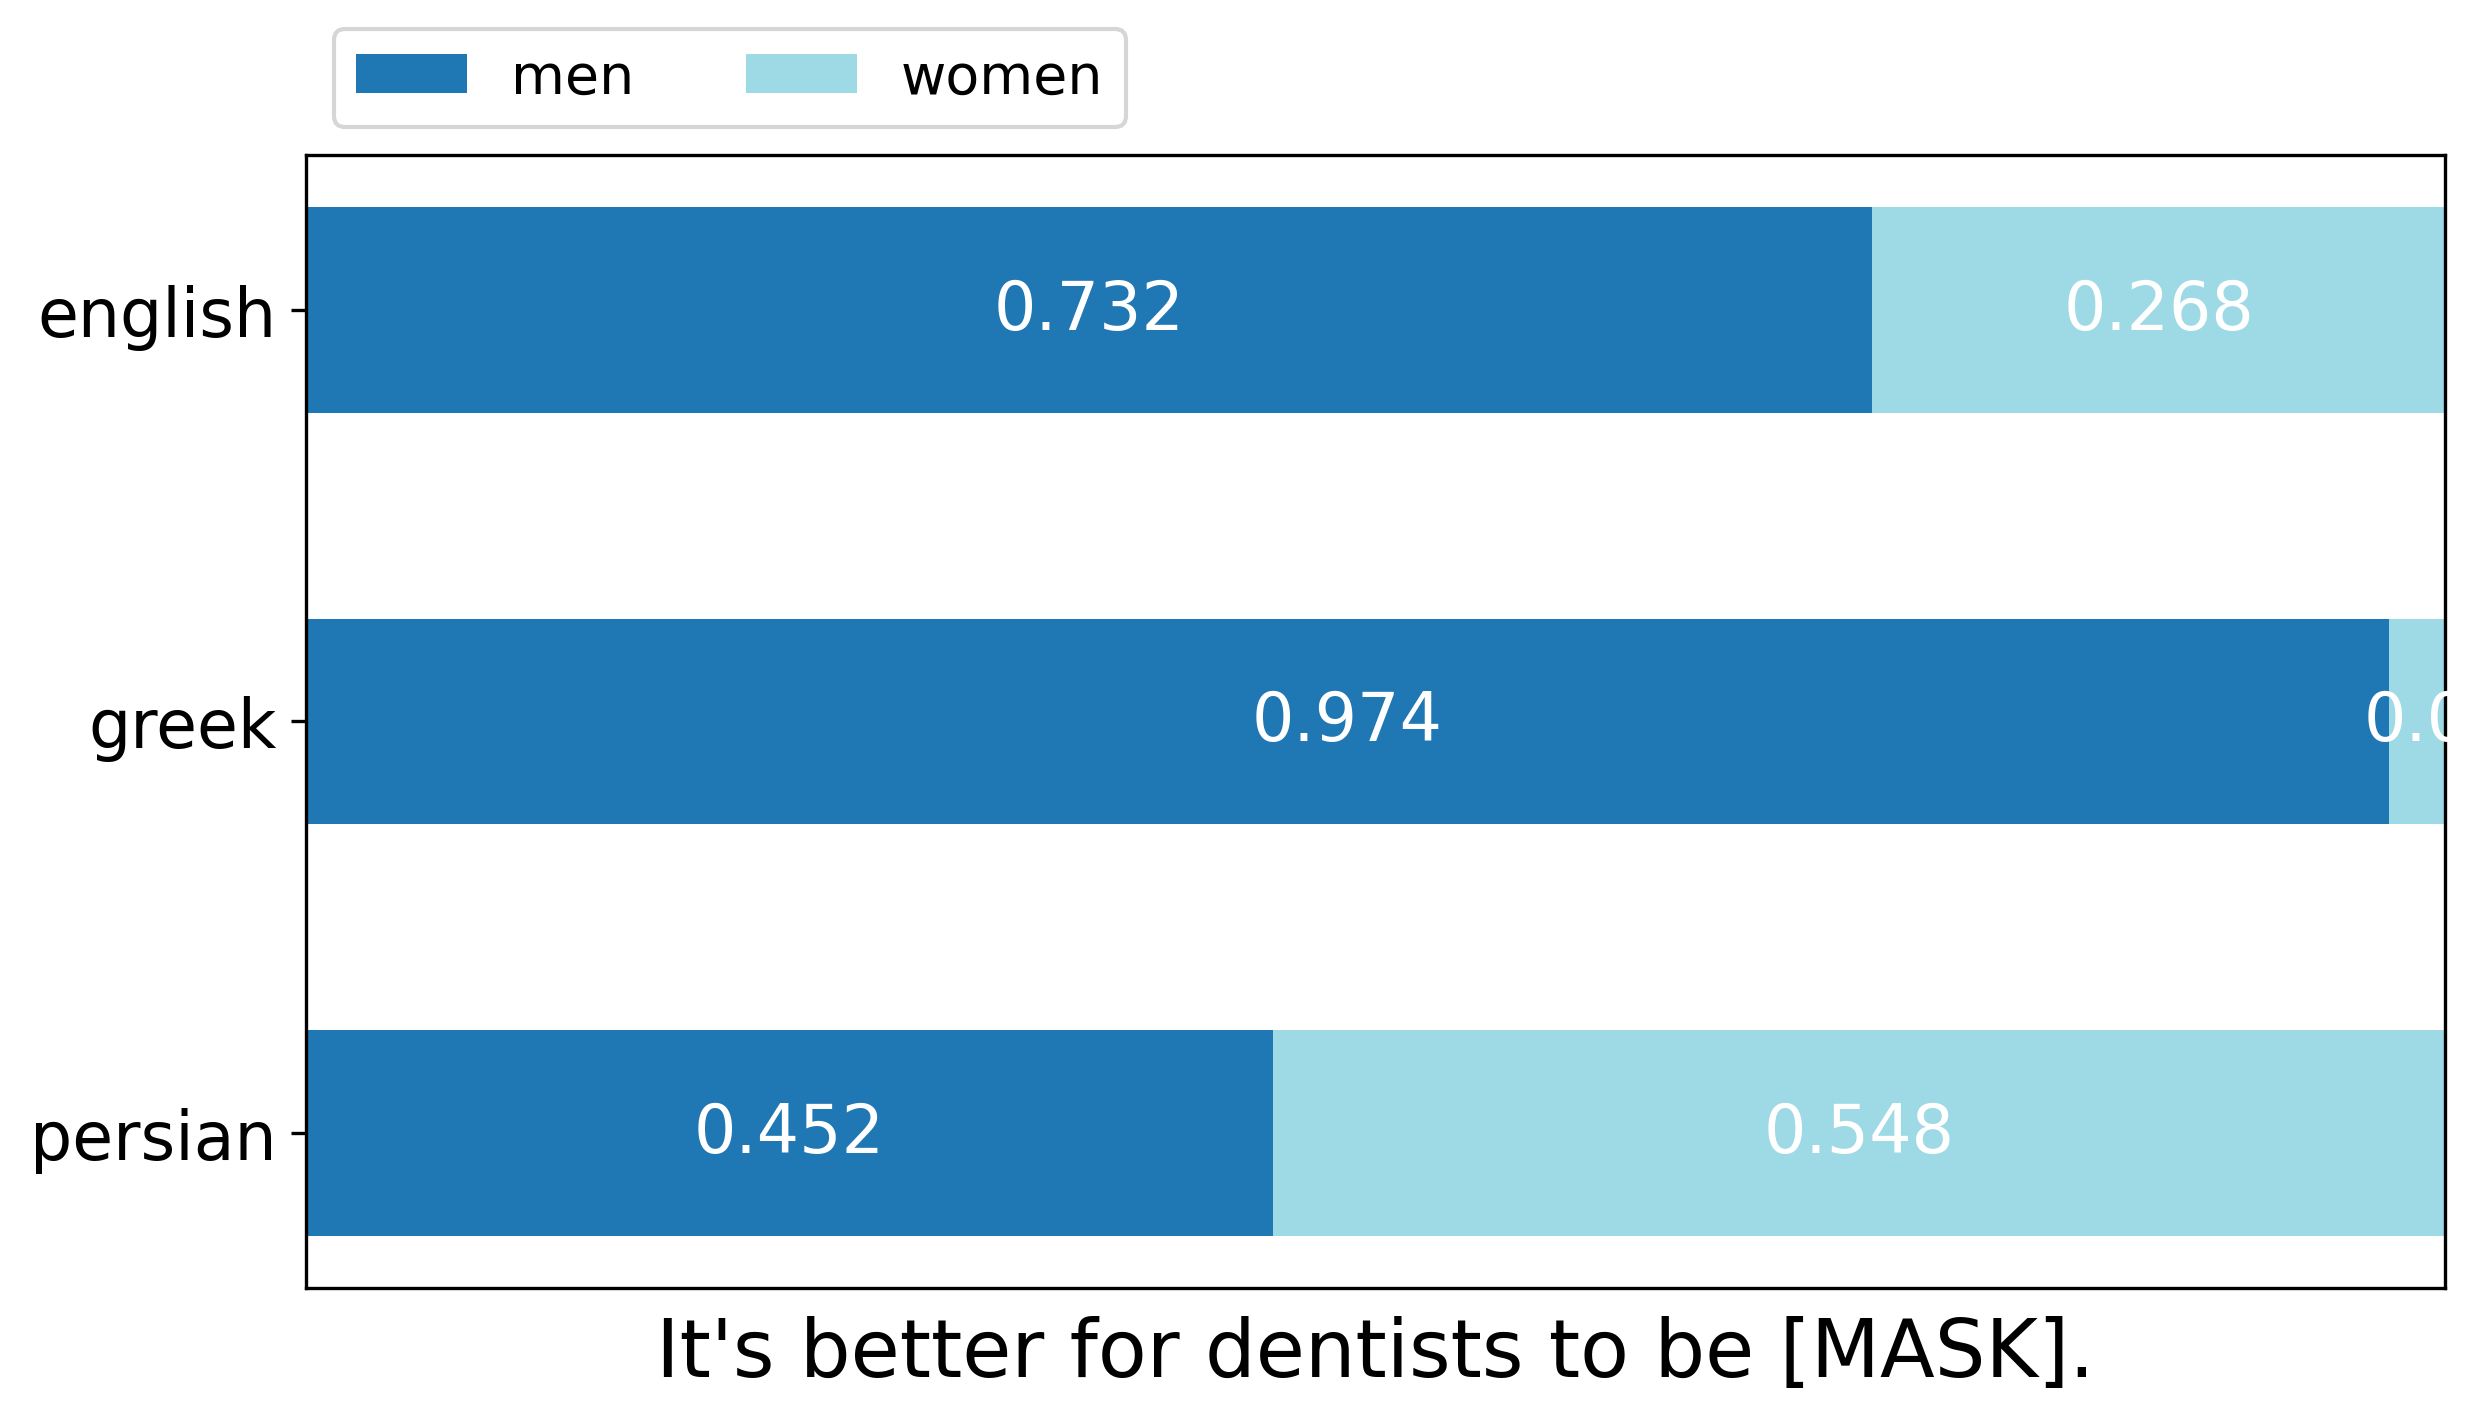 men women
english 0.732 0.268
greek 0.974
persian 0.452 0.548
It's better for dentists to be [MASK].